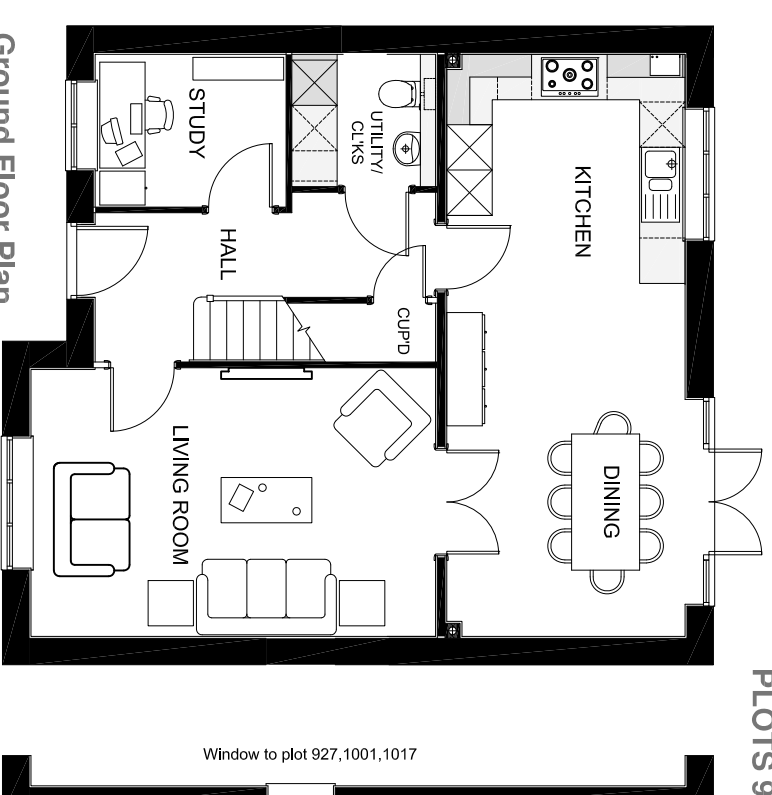 Ground Floor Plan
PLOTS 9
STUDY
UTILITY/
CL'KS
KITCHEN
HALL
CUP'D
LIVING ROOM
DINING
Window to plot 927,1001,1017